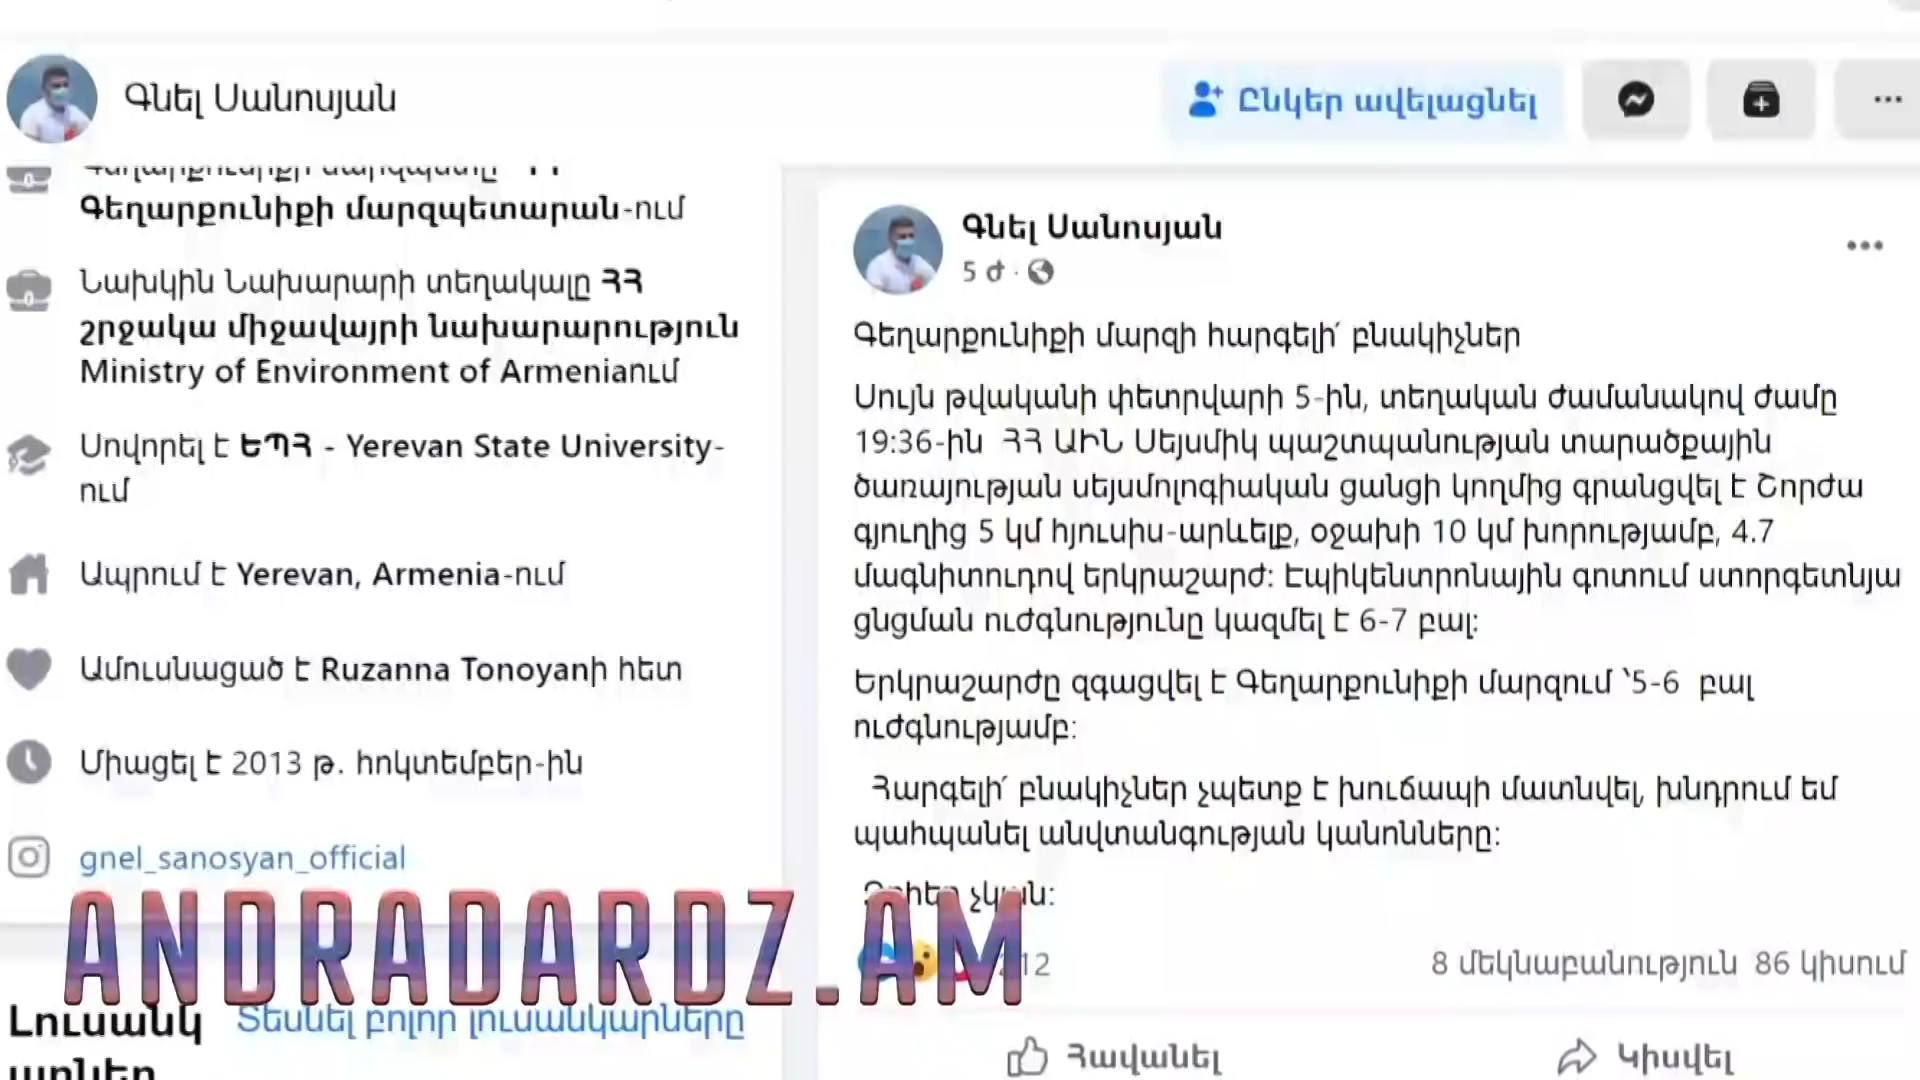 Գնել Սանոսյան
Ընկեր ավելացնել
Գեղարքունիքի մարզպետարան-ում
Նախկին Նախարարի տեղակալը ՀՀ
շրջակա միջավայրի նախարարություն
Ministry of Environment of Armeniaում
Սովորել է ԵՊՀ - Yerevan State University-
ում
Ապրում է Yerevan, Armenia-ում
Ամուսնացած է Ruzanna Tonoyanի հետ
Միացել է 2013 թ. հոկտեմբեր-ին
gnel_sanosyan_official
Տեսնել բոլոր լուսանկարները
Լուսանկ
արներ
Գնել Սանոսյան
5 ժ ·
Գեղարքունիքի մարզի հարգելի՛ բնակիչներ
Սույն թվականի փետրվարի 5-ին, տեղական ժամանակով ժամը
19:36-ին ՀՀ ԱԻՆ Սեյսմիկ պաշտպանության տարածքային
ծառայության սեյսմոլոգիական ցանցի կողմից գրանցվել է Շորժա
գյուղից 5 կմ հյուսիս-արևելք, օջախի 10 կմ խորությամբ, 4.7
մագնիտուդով երկրաշարժ: Էպիկենտրոնային գոտում ստորգետնյա
ցնցման ուժգնությունը կազմել է 6-7 բալ:
Երկրաշարժը զգացվել է Գեղարքունիքի մարզում ՝5-6 բալ
ուժգնությամբ:
Հարգելի՛ բնակիչներ չպետք է խուճապի մատնվել, խնդրում եմ
պահպանել անվտանգության կանոնները:
չկան:
212
8 մեկնաբանություն 86 կիսում
Հավանել
Կիսվել
ANDRADARDZ.AM